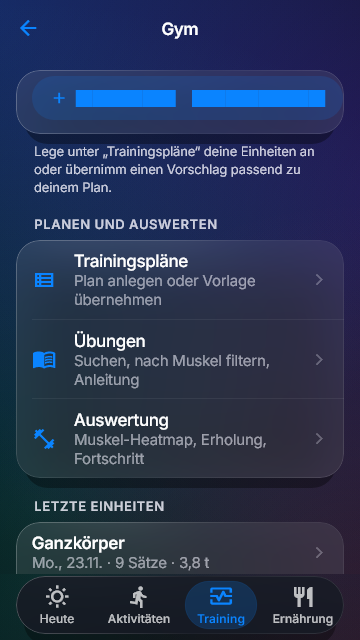 Gym
+
Lege unter „Trainingspläne“ deine Einheiten an
oder übernimm einen Vorschlag passend zu
deinem Plan.
PLANEN UND AUSWERTEN
Trainingspläne
Plan anlegen oder Vorlage
übernehmen
Übungen
Suchen, nach Muskel filtern,
Anleitung
Auswertung
Muskel-Heatmap, Erholung,
Fortschritt
LETZTE EINHEITEN
Ganzkörper
Mo., 23.11. · 9 Sätze · 3,8 t
Heute
Aktivitäten
Training
Ernährung